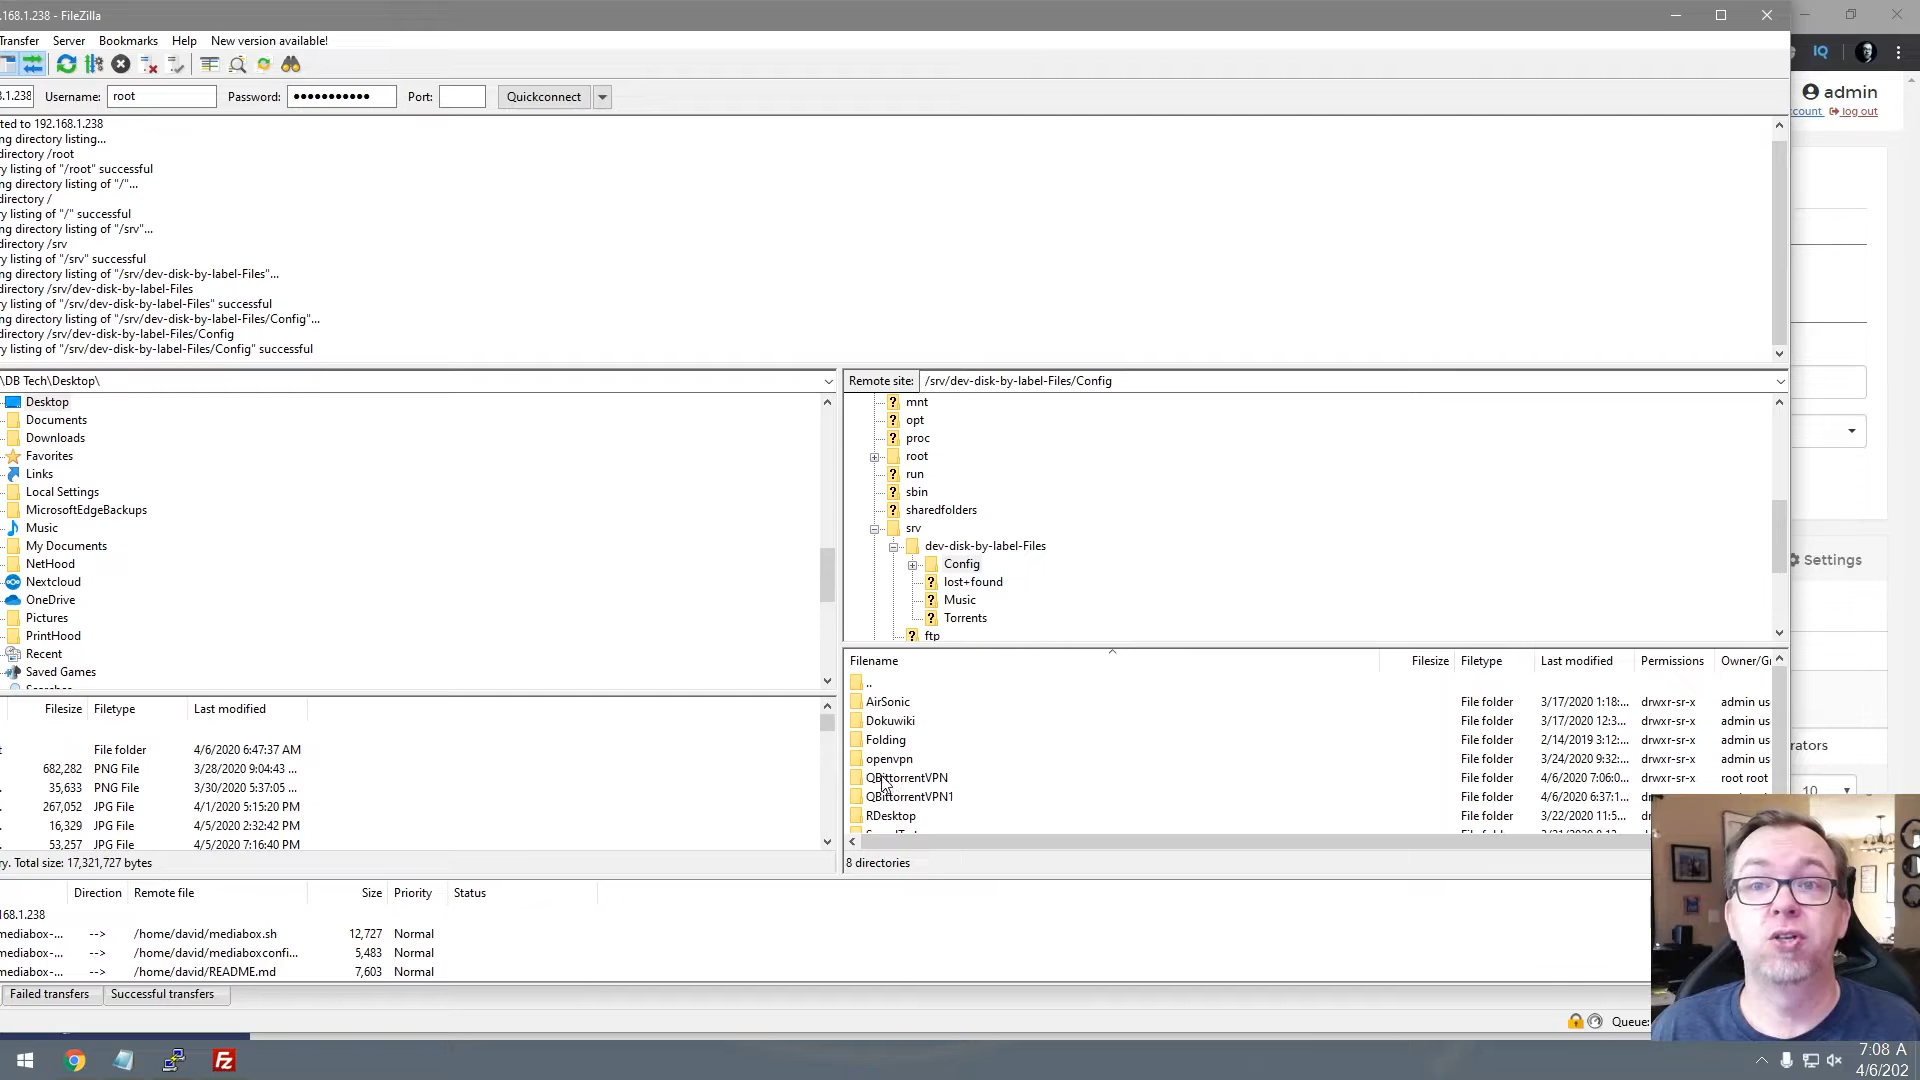 .168.1.238 - FileZilla
Transfer Server Bookmarks Help New version available!
IQ
.1.238 Username: root Password: ●●●●●●●●●●● Port: Quickconnect
admin
ccount log out
ted to 192.168.1.238
ng directory listing...
directory /root
ry listing of "/root" successful
ng directory listing of "/"...
directory /
ry listing of "/" successful
ng directory listing of "/srv"...
directory /srv
ry listing of "/srv" successful
ng directory listing of "/srv/dev-disk-by-label-Files"...
directory /srv/dev-disk-by-label-Files
ry listing of "/srv/dev-disk-by-label-Files" successful
ng directory listing of "/srv/dev-disk-by-label-Files/Config"...
directory /srv/dev-disk-by-label-Files/Config
ry listing of "/srv/dev-disk-by-label-Files/Config" successful
\DB Tech\Desktop\
Desktop
Documents
Downloads
Favorites
Links
Local Settings
MicrosoftEdgeBackups
Music
My Documents
NetHood
Nextcloud
OneDrive
Pictures
PrintHood
Recent
Saved Games
Searches
Remote site: /srv/dev-disk-by-label-Files/Config
mnt
opt
proc
root
run
sbin
sharedfolders
srv
dev-disk-by-label-Files
Config
lost+found
Music
Torrents
ftp
Settings
rators
10
Filesize Filetype Last modified
t File folder 4/6/2020 6:47:37 AM
682,282 PNG File 3/28/2020 9:04:43 ...
35,633 PNG File 3/30/2020 5:37:05 ...
267,052 JPG File 4/1/2020 5:15:20 PM
16,329 JPG File 4/5/2020 2:32:42 PM
53,257 JPG File 4/5/2020 7:16:40 PM
ry. Total size: 17,321,727 bytes
Filename Filesize Filetype Last modified Permissions Owner/Gr
..
AirSonic File folder 3/17/2020 1:18:... drwxr-sr-x admin us
Dokuwiki File folder 3/17/2020 12:3... drwxr-sr-x admin us
Folding File folder 2/14/2019 3:12:... drwxr-sr-x admin us
openvpn File folder 3/24/2020 9:32:... drwxr-sr-x admin us
QBittorrentVPN File folder 4/6/2020 7:06:0... drwxr-sr-x root root
QBittorrentVPN1 File folder 4/6/2020 6:37:1...
RDesktop File folder 3/22/2020 11:5...
8 directories
Direction Remote file Size Priority Status
168.1.238
mediabox-... --> /home/david/mediabox.sh 12,727 Normal
mediabox-... --> /home/david/mediaboxconfi... 5,483 Normal
mediabox-... --> /home/david/README.md 7,603 Normal
Failed transfers Successful transfers
Queue:
7:08 A
4/6/202